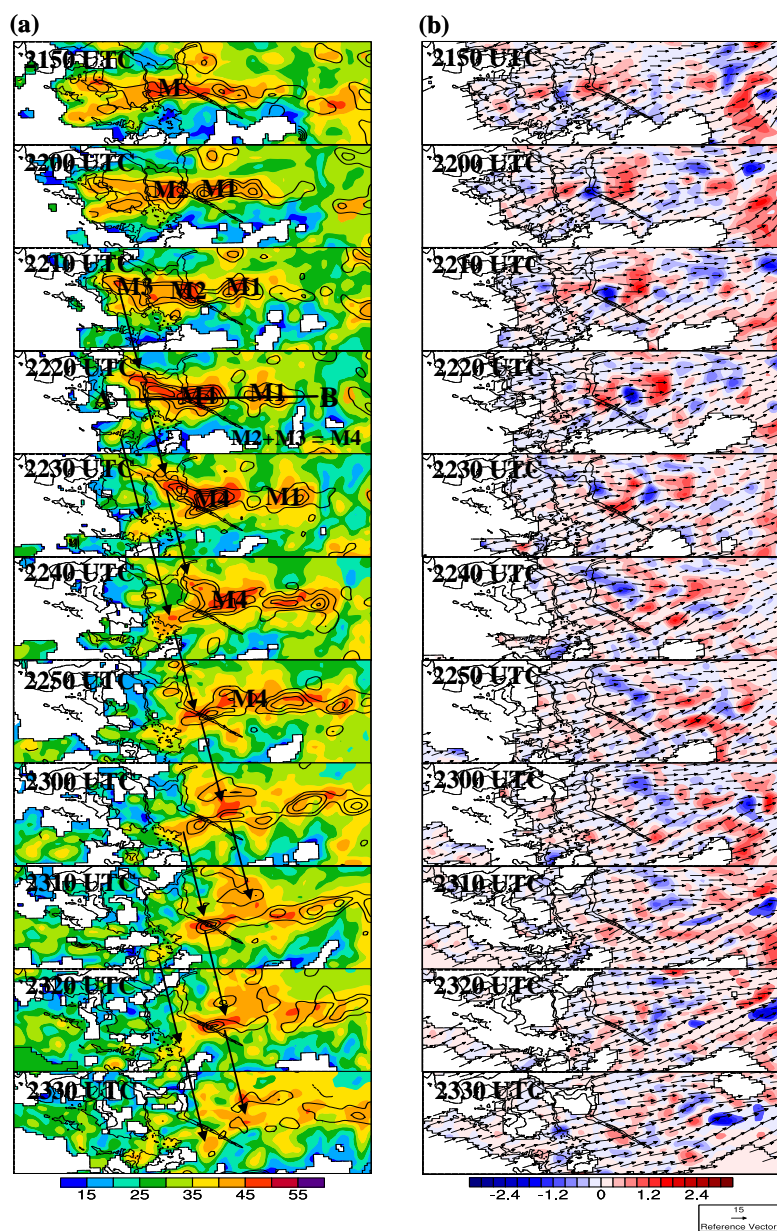 (a)
2150 UTC
M
2200 UTC
M2 M1
2210 UTC
M3 M2 M1
2220 UTC
A M4 M1 B
M2+M3 = M4
2230 UTC
M4 M1
2240 UTC
M4
2250 UTC
M4
2300 UTC
2310 UTC
2320 UTC
2330 UTC
15 25 35 45 55
(b)
2150 UTC
2200 UTC
2210 UTC
2220 UTC
2230 UTC
2240 UTC
2250 UTC
2300 UTC
2310 UTC
2320 UTC
2330 UTC
-2.4 -1.2 0 1.2 2.4
15
Reference Vector